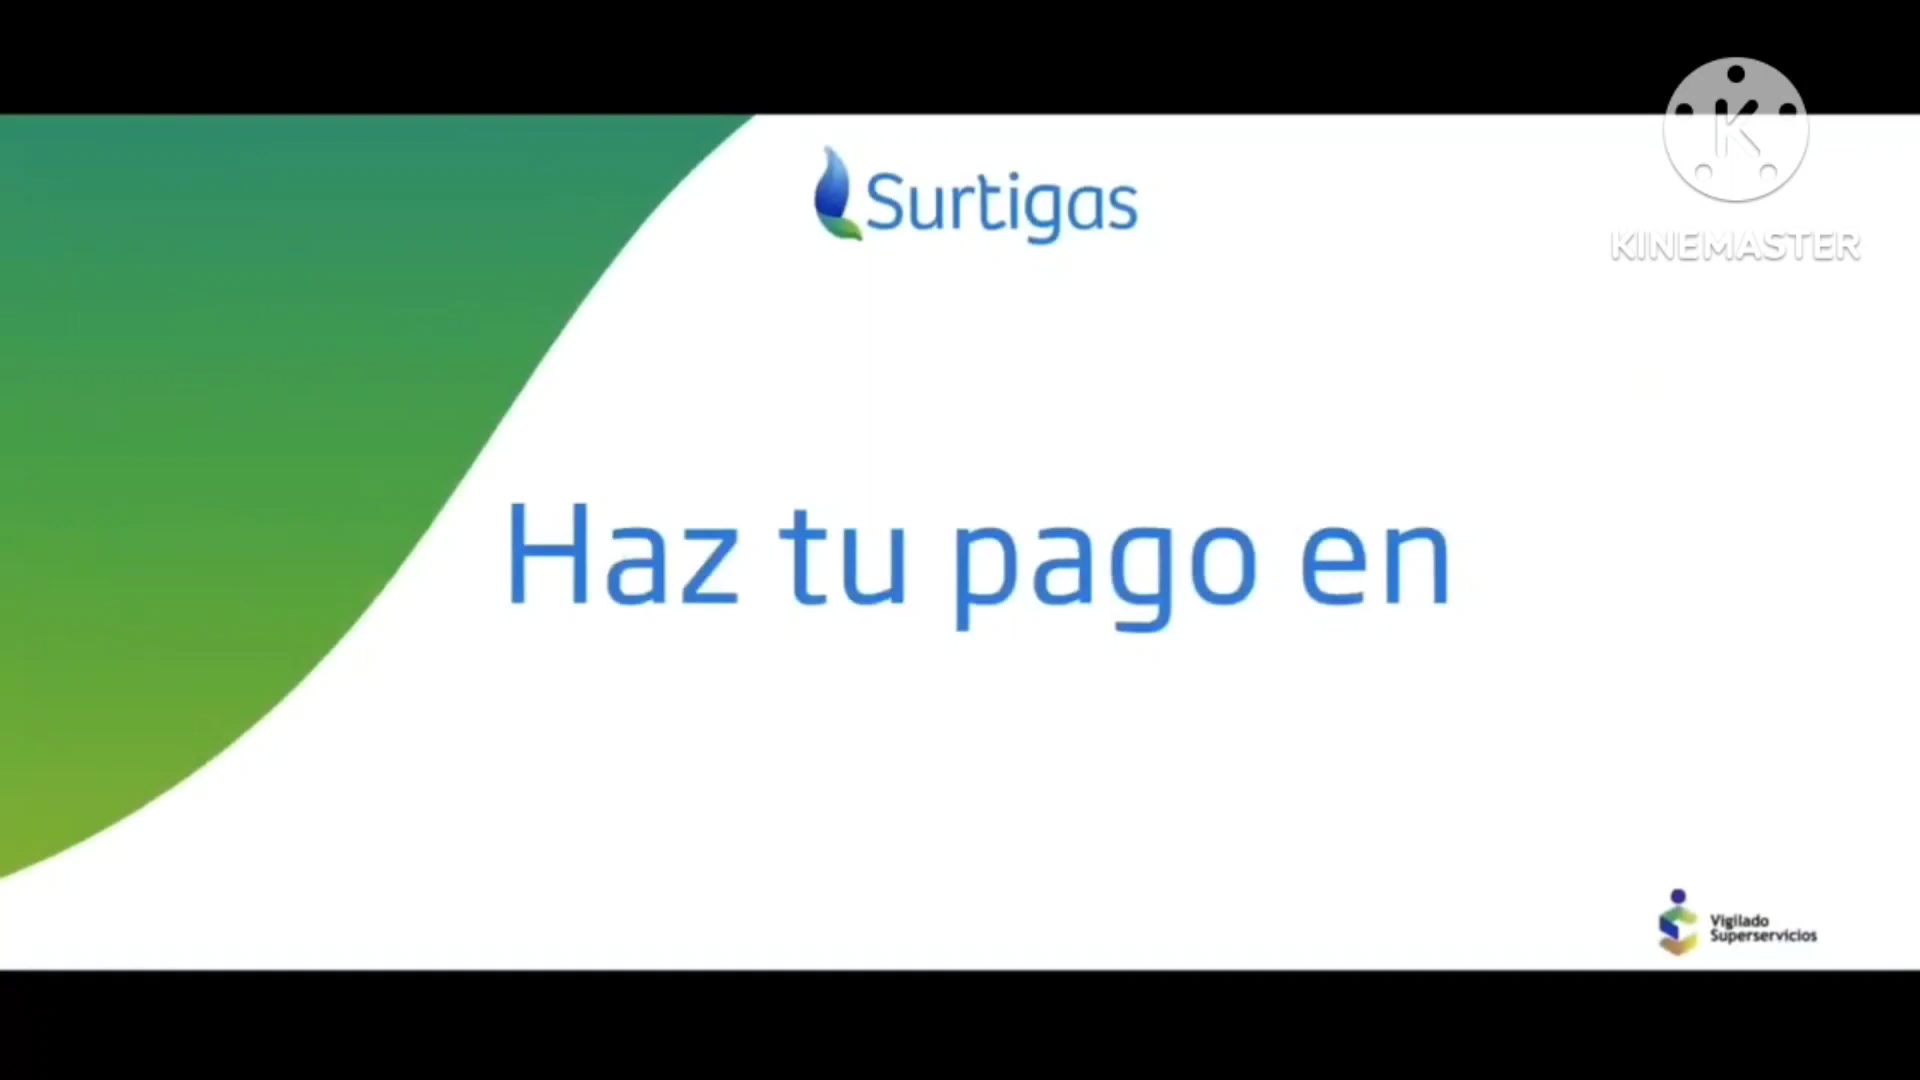 Surtigas
K
KINEMASTER
Haz tu pago en
Vigilado
Superservicios